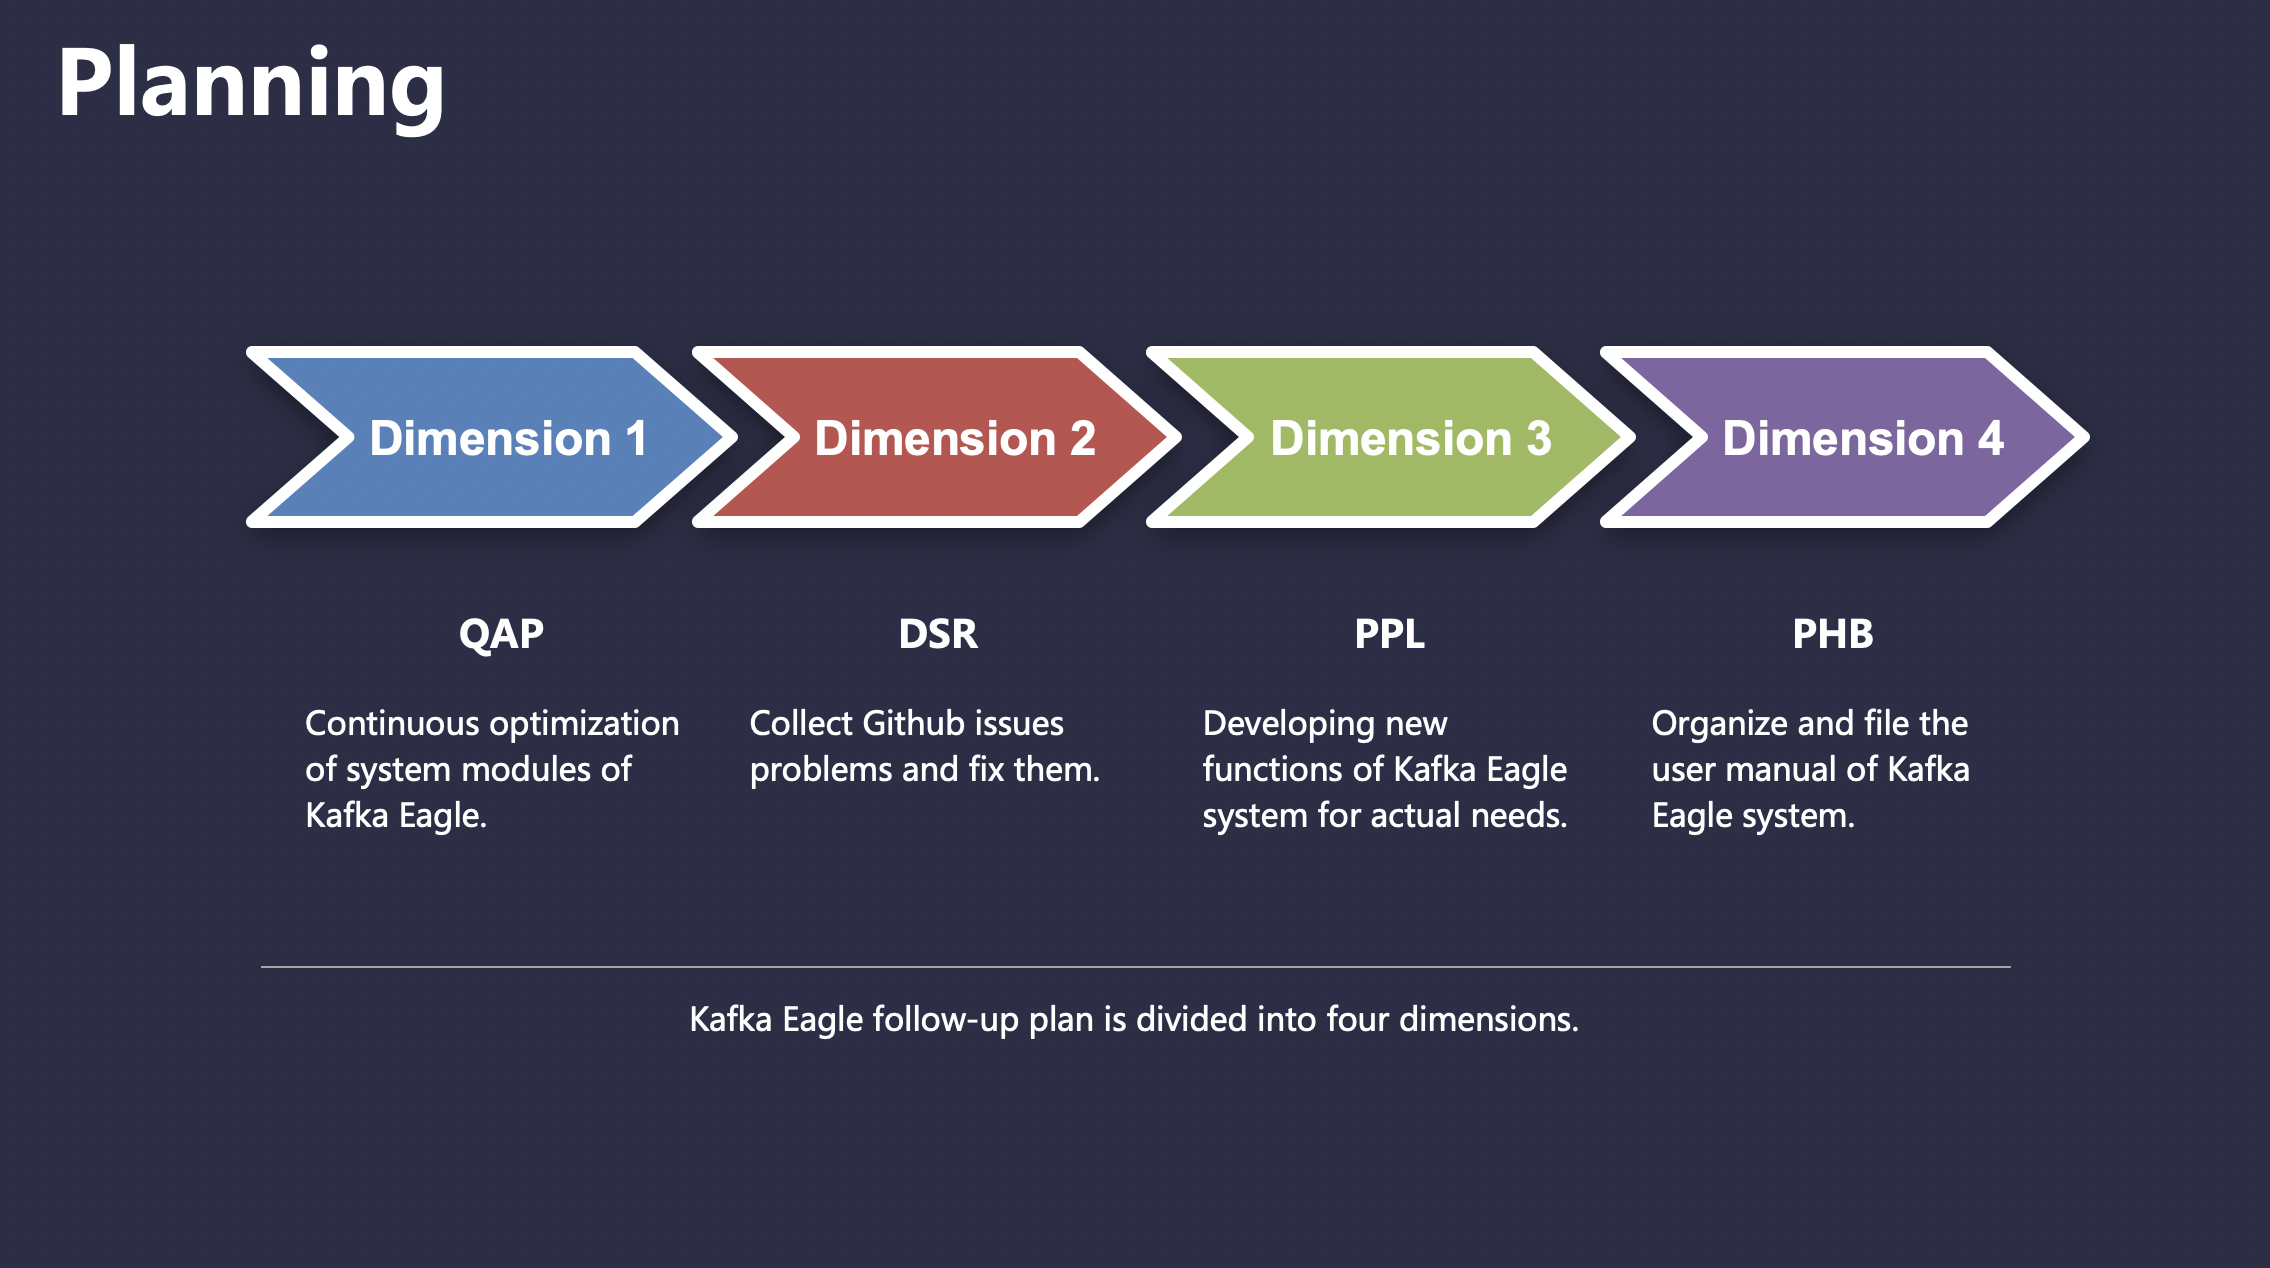 Planning
Dimension 1
Dimension 2
Dimension 3
Dimension 4
QAP
Continuous optimization
of system modules of
Kafka Eagle.
DSR
Collect Github issues
problems and fix them.
PPL
Developing new
functions of Kafka Eagle
system for actual needs.
PHB
Organize and file the
user manual of Kafka
Eagle system.
Kafka Eagle follow-up plan is divided into four dimensions.